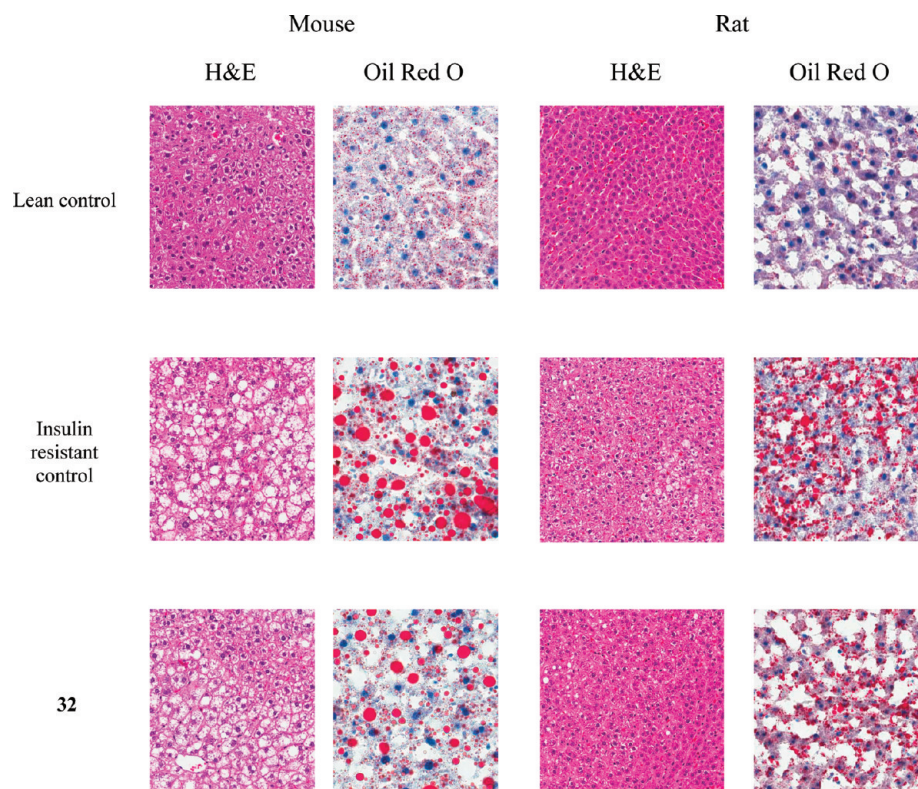 Mouse
Rat
H&E
Oil Red O
H&E
Oil Red O
Lean control
Insulin
resistant
control
32